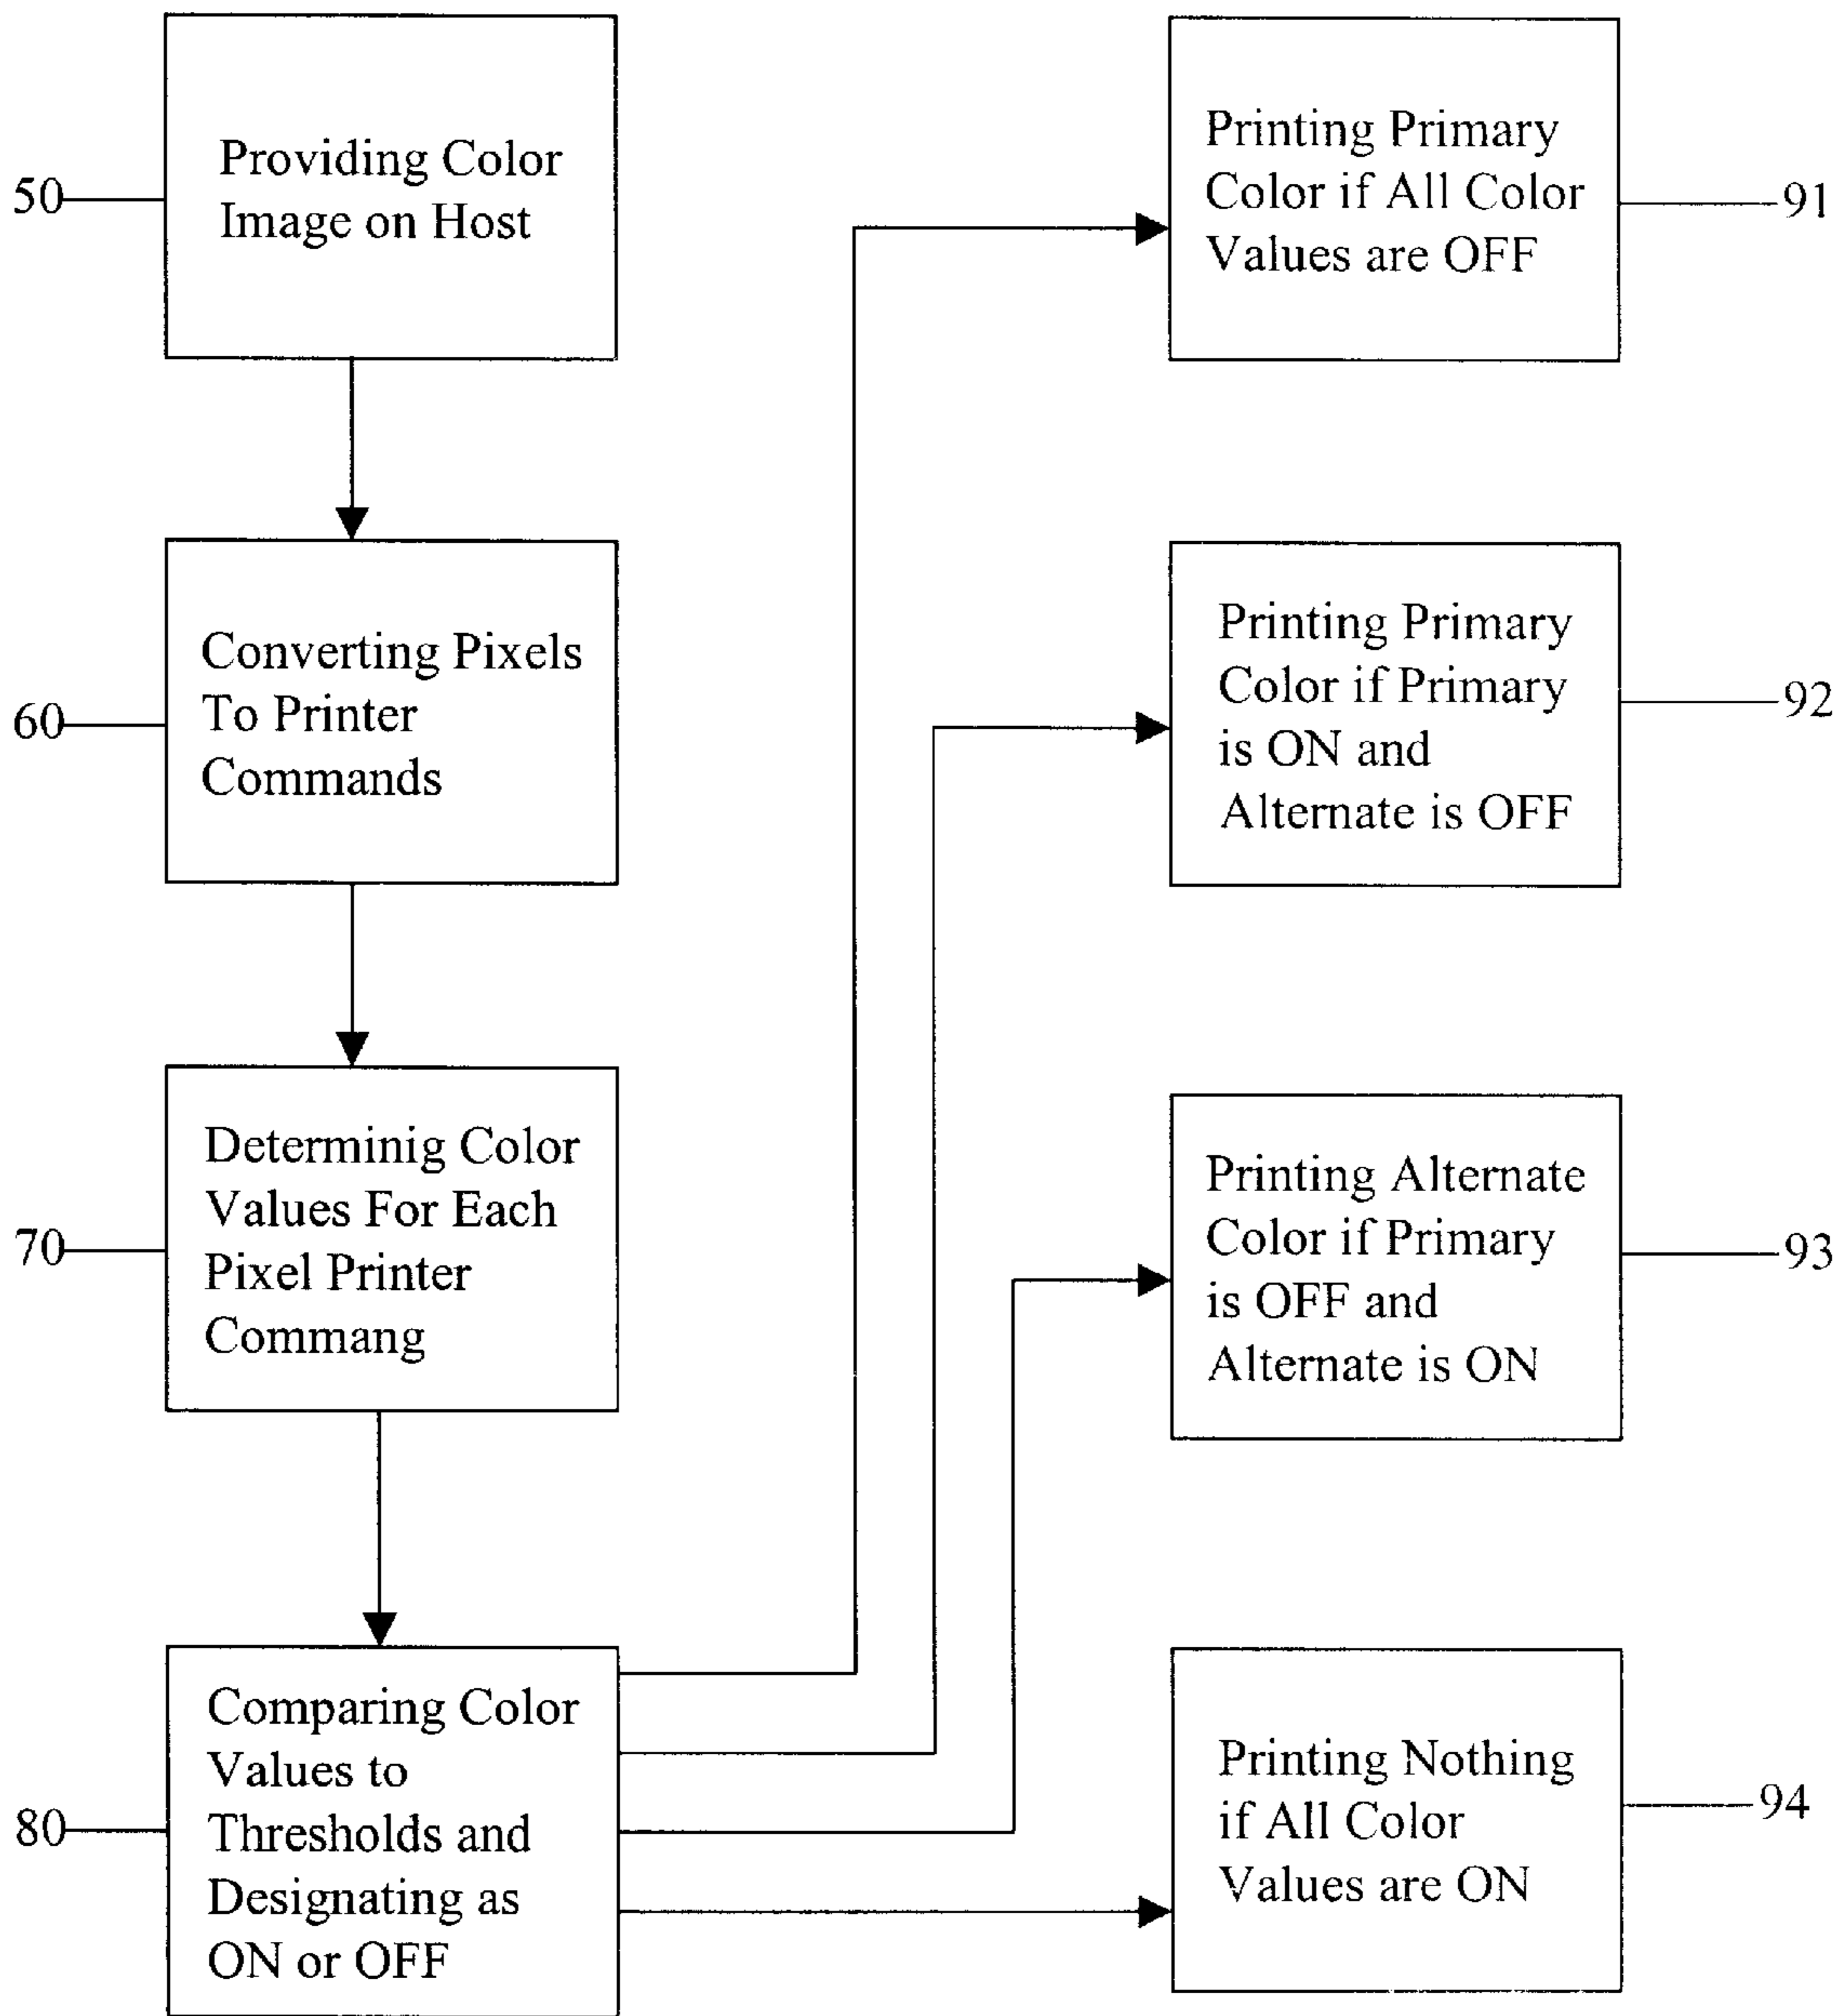 50
Providing Color
Image on Host
60
Converting Pixels
To Printer
Commands
70
Determinig Color
Values For Each
Pixel Printer
Commang
80
Comparing Color
Values to
Thresholds and
Designating as
ON or OFF
Printing Primary
Color if All Color
Values are OFF
91
Printing Primary
Color if Primary
is ON and
Alternate is OFF
92
Printing Alternate
Color if Primary
is OFF and
Alternate is ON
93
Printing Nothing
if All Color
Values are ON
94